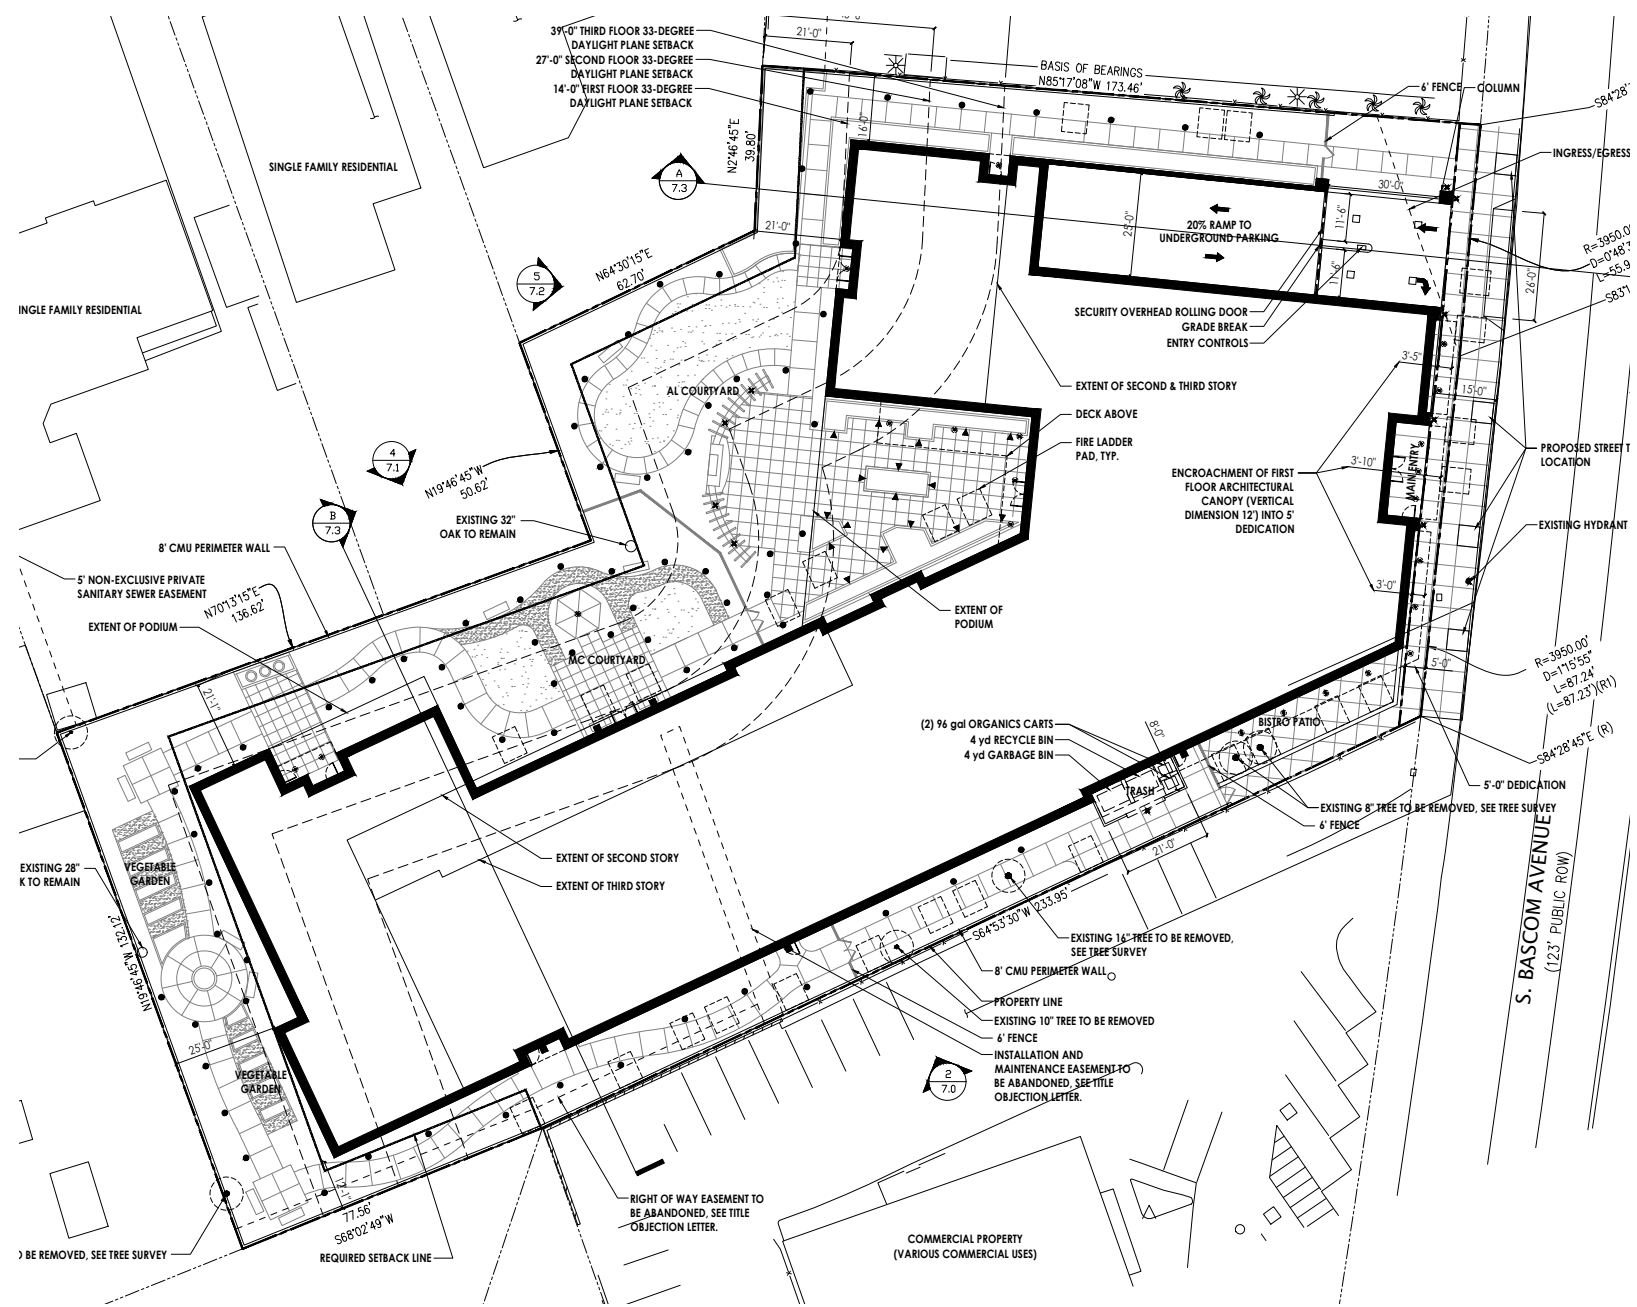 39'-0" THIRD FLOOR 33-DEGREE
DAYLIGHT PLANE SETBACK
27'-0" SECOND FLOOR 33-DEGREE
DAYLIGHT PLANE SETBACK
14'-0" FIRST FLOOR 33-DEGREE
DAYLIGHT PLANE SETBACK
21'-0"
BASIS OF BEARINGS
N85°17'08"W 173.46'
6' FENCE
COLUMN
S84°28'
INGRESS/EGRESS
N2°46'45"E
39.80'
16'-0"
SINGLE FAMILY RESIDENTIAL
A
7.3
30'-0"
11'-6"
25'-0"
20% RAMP TO
UNDERGROUND PARKING
21'-0"
11'-6"
26'-0"
R=3950.00
D=0°48'3
L=55.9
S83°1
N64°30'15"E
62.70'
5
7.2
INGLE FAMILY RESIDENTIAL
SECURITY OVERHEAD ROLLING DOOR
GRADE BREAK
ENTRY CONTROLS
3'-5"
15'-0"
AL COURTYARD
EXTENT OF SECOND & THIRD STORY
DECK ABOVE
FIRE LADDER
PAD, TYP.
4
7.1
N19°46'45"W
50.62'
ENCROACHMENT OF FIRST
FLOOR ARCHITECTURAL
CANOPY (VERTICAL
DIMENSION 12') INTO 5'
DEDICATION
3'-10"
MAIN ENTRY
PROPOSED STREET T
LOCATION
B
7.3
EXISTING 32"
OAK TO REMAIN
EXISTING HYDRANT
8' CMU PERIMETER WALL
5' NON-EXCLUSIVE PRIVATE
SANITARY SEWER EASEMENT
N70°13'15"E
136.62'
3'-0"
EXTENT OF PODIUM
EXTENT OF
PODIUM
MC COURTYARD
5'-0"
R=3950.00'
D=1°15'55"
L=87.24'
(L=87.23')(R1)
21'-1"
(2) 96 gal ORGANICS CARTS
4 yd RECYCLE BIN
4 yd GARBAGE BIN
8'-0"
BISTRO PATIO
S84°28'45"E (R)
TRASH
5'-0" DEDICATION
EXISTING 8" TREE TO BE REMOVED, SEE TREE SURVEY
6' FENCE
21'-0"
EXTENT OF SECOND STORY
EXTENT OF THIRD STORY
VEGETABLE
GARDEN
EXISTING 28"
K TO REMAIN
N19°46'45"W 132.12'
S64°53'30"W 233.95'
EXISTING 16" TREE TO BE REMOVED,
SEE TREE SURVEY
8' CMU PERIMETER WALL
PROPERTY LINE
EXISTING 10" TREE TO BE REMOVED
6' FENCE
INSTALLATION AND
MAINTENANCE EASEMENT TO
BE ABANDONED, SEE TITLE
OBJECTION LETTER.
S. BASCOM AVENUE
(123' PUBLIC ROW)
25'-0"
VEGETABLE
GARDEN
2
7.0
77.56'
S68°02'49"W
RIGHT OF WAY EASEMENT TO
BE ABANDONED, SEE TITLE
OBJECTION LETTER.
BE REMOVED, SEE TREE SURVEY
REQUIRED SETBACK LINE
COMMERCIAL PROPERTY
(VARIOUS COMMERCIAL USES)